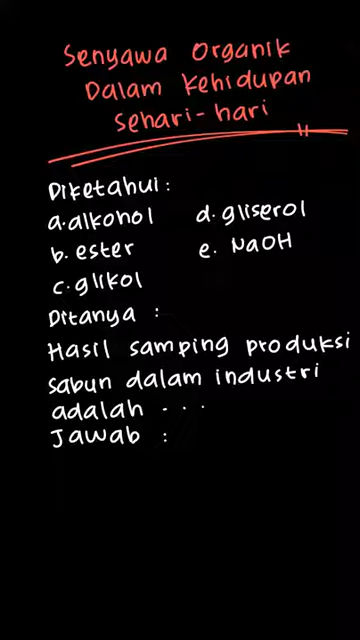 Senyawa Organik
Dalam Kehidupan
Sehari-hari
Diketahui :
a. alkohol d. gliserol
b. ester e. NaOH
c. glikol
Ditanya :
Hasil samping produksi
sabun dalam industri
adalah . . .
Jawab :